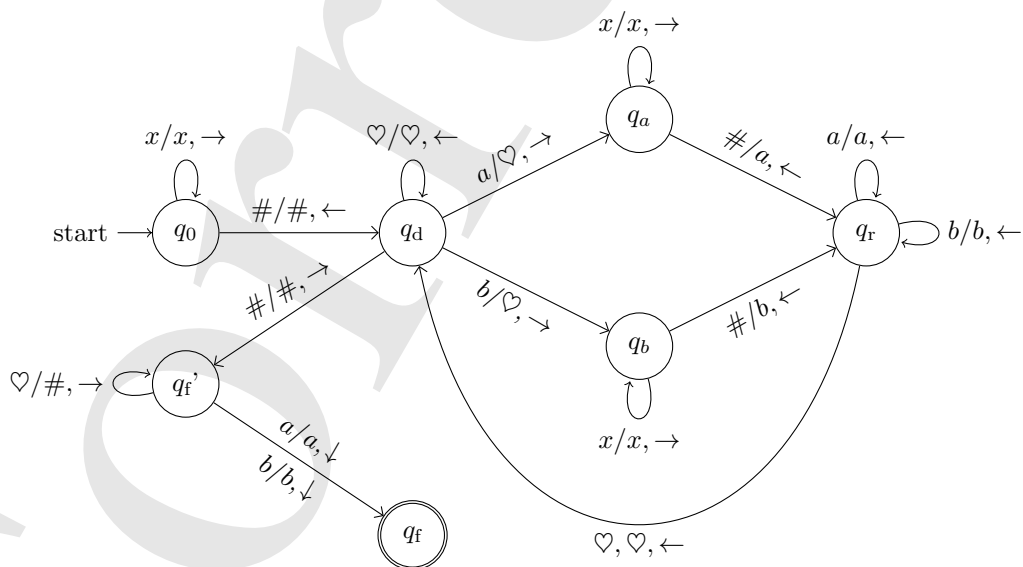 x/x, →
q_a
x/x, →
♡/♡, ←
a/♡, →
#/a, ←
a/a, ←
start
q_0
#/#, ←
q_d
q_r
b/b, ←
#/#, →
b/♡, →
#/b, ←
q_b
♡/#, →
q_f'
x/x, →
a/a, ↓
b/b, ↓
q_f
♡, ♡, ←